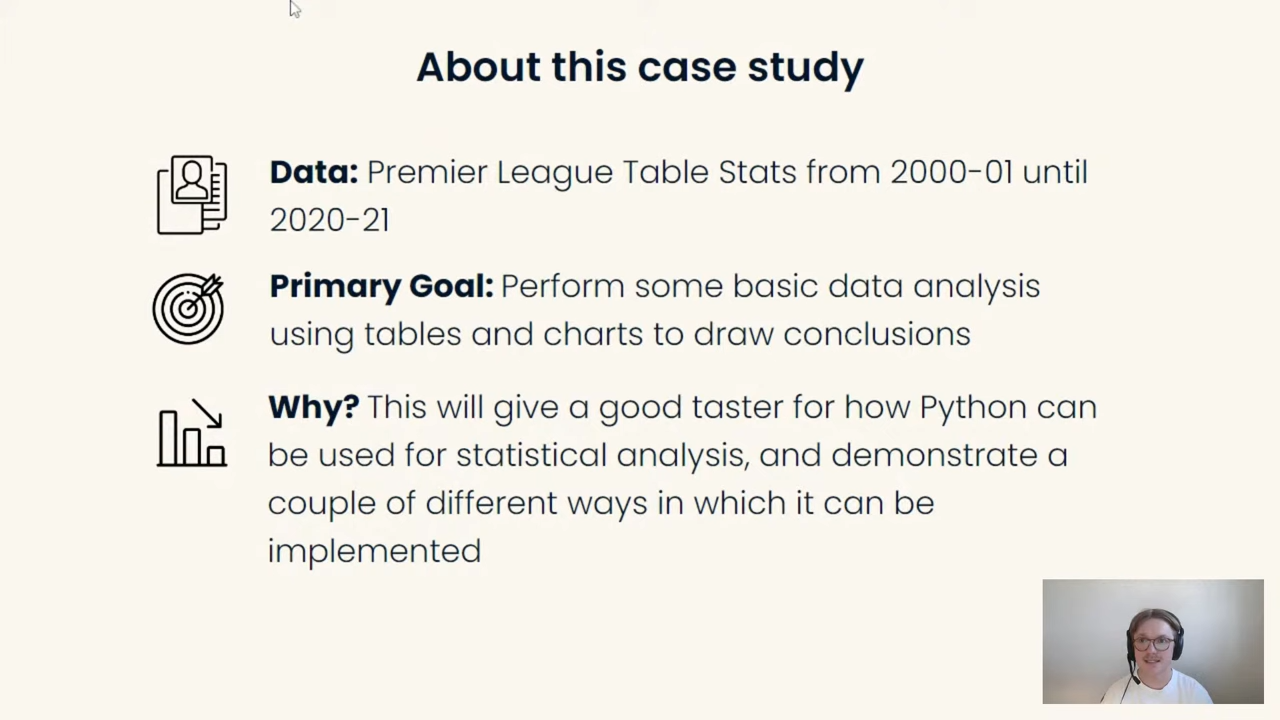 About this case study
Data: Premier League Table Stats from 2000-01 until
2020-21
Primary Goal: Perform some basic data analysis
using tables and charts to draw conclusions
Why? This will give a good taster for how Python can
be used for statistical analysis, and demonstrate a
couple of different ways in which it can be
implemented